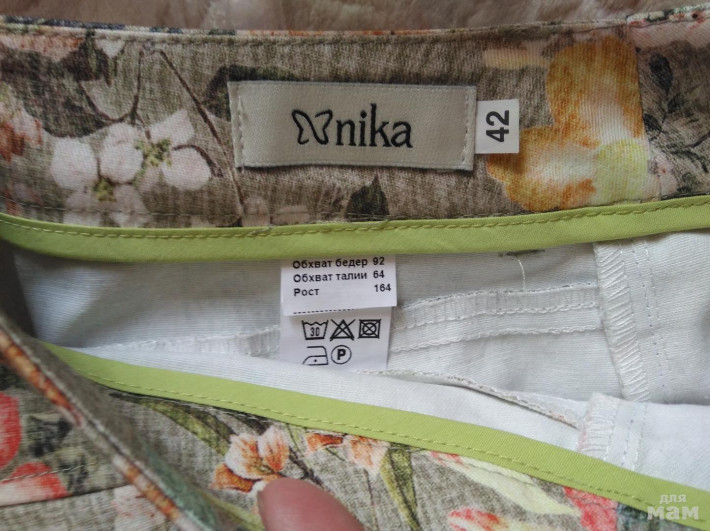 nika
42
Обхват бедер 92
Обхват талии 64
Рост 164
30
P
для
мам